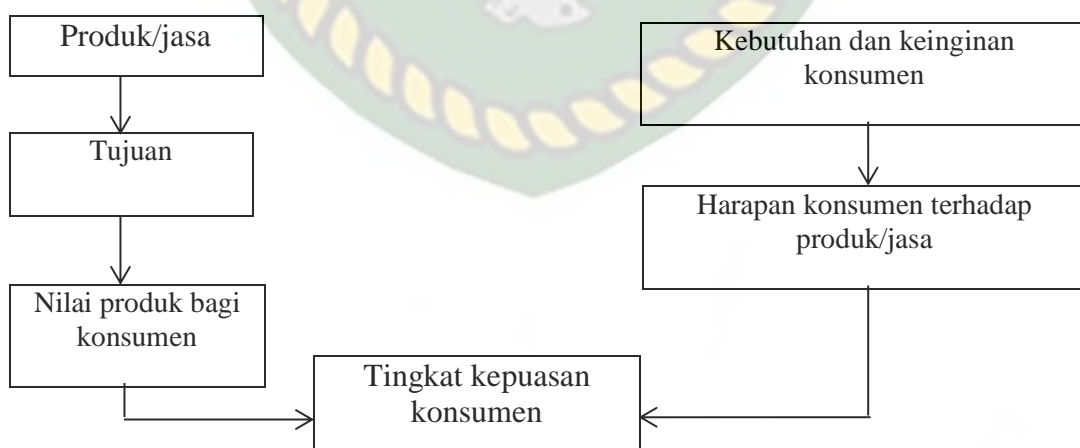 Produk/jasa
Tujuan
Nilai produk bagi
konsumen
Kebutuhan dan keinginan
konsumen
Harapan konsumen terhadap
produk/jasa
Tingkat kepuasan
konsumen